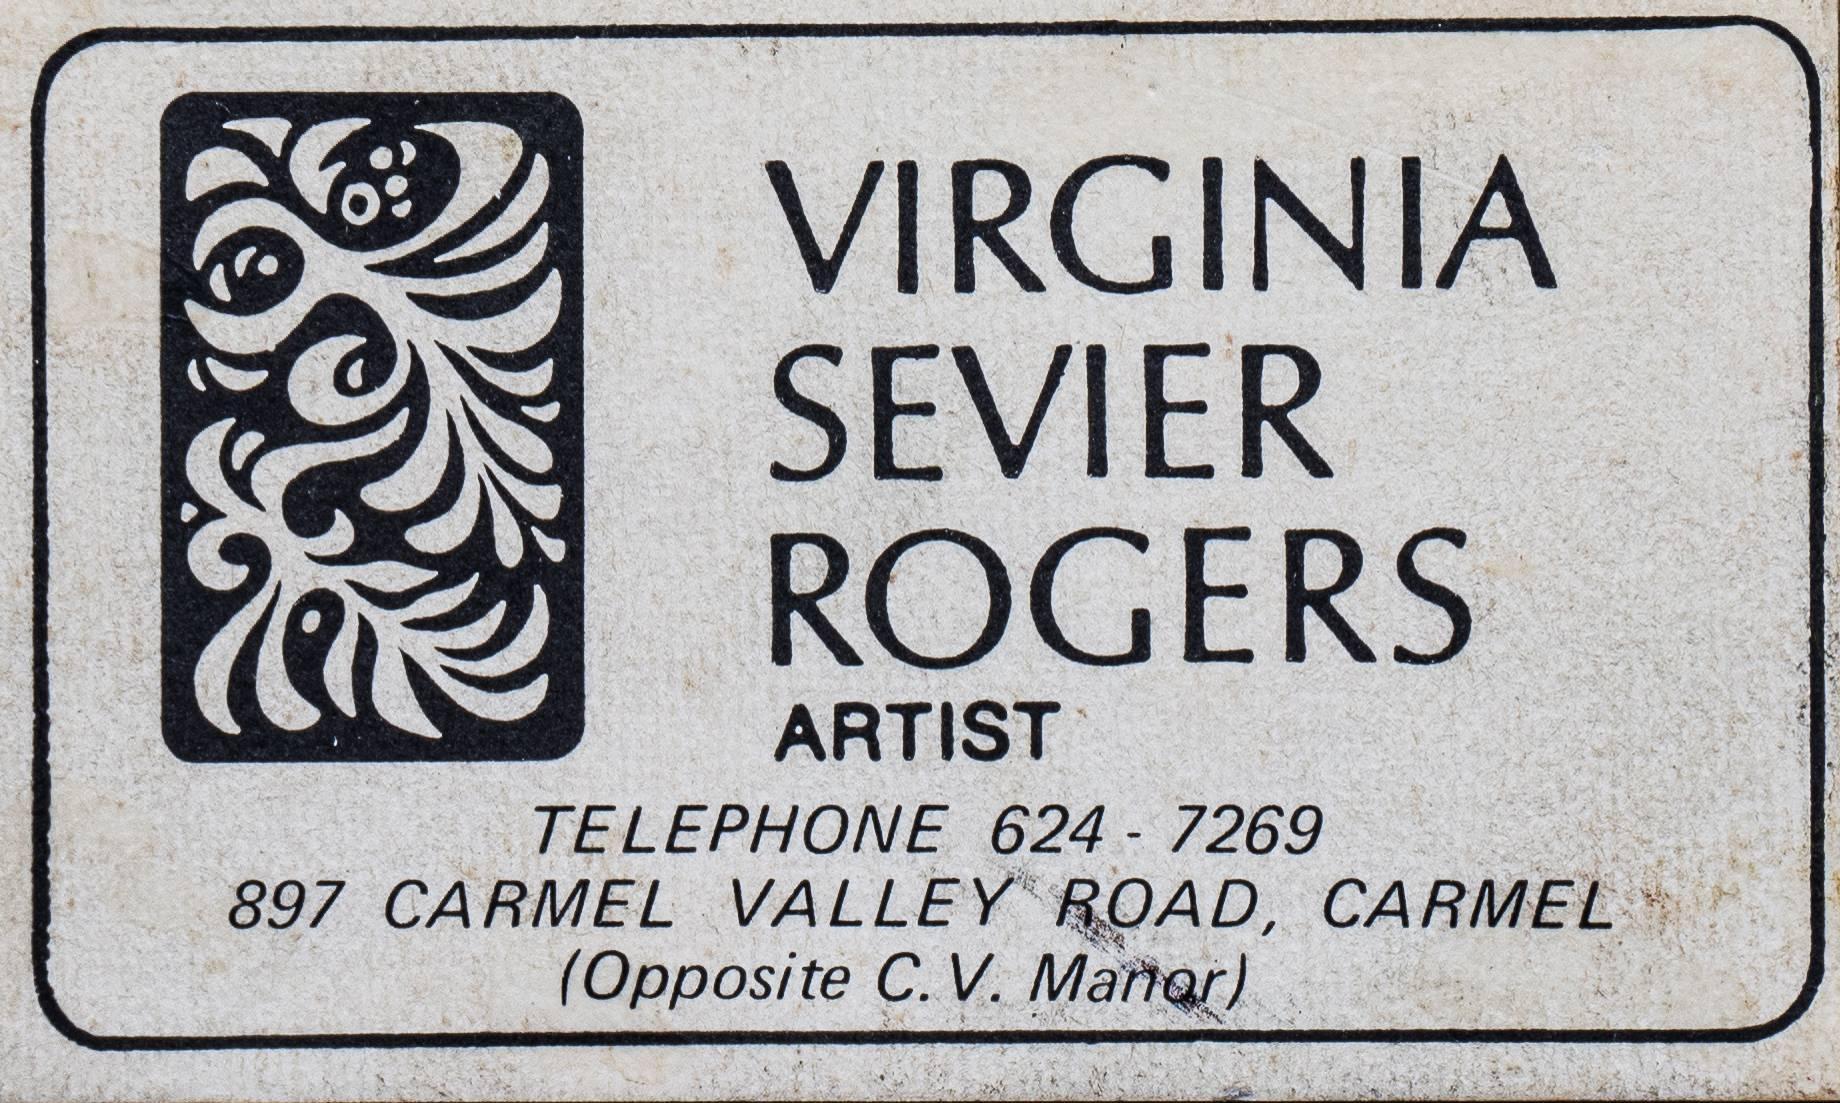 VIRGINIA
SEVIER
ROGERS
ARTIST
TELEPHONE 624 - 7269
897 CARMEL VALLEY ROAD, CARMEL
(Opposite C. V. Manor)